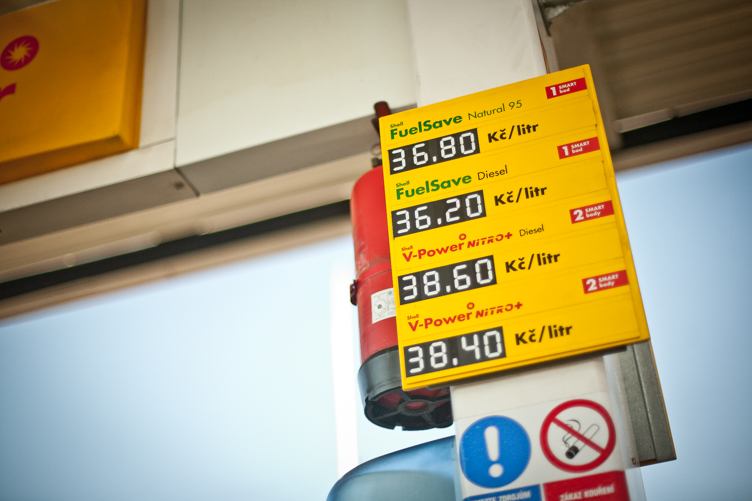 1 SMART bod
Shell
FuelSave Natural 95
36.80 Kč/litr
1 SMART bod
Shell
FuelSave Diesel
36.20 Kč/litr
2 SMART body
Shell
V-Power NITRO+ Diesel
38.60 Kč/litr
2 SMART body
Shell
V-Power NITRO+
38.40 Kč/litr
ZÁKAZ KOUŘENÍ